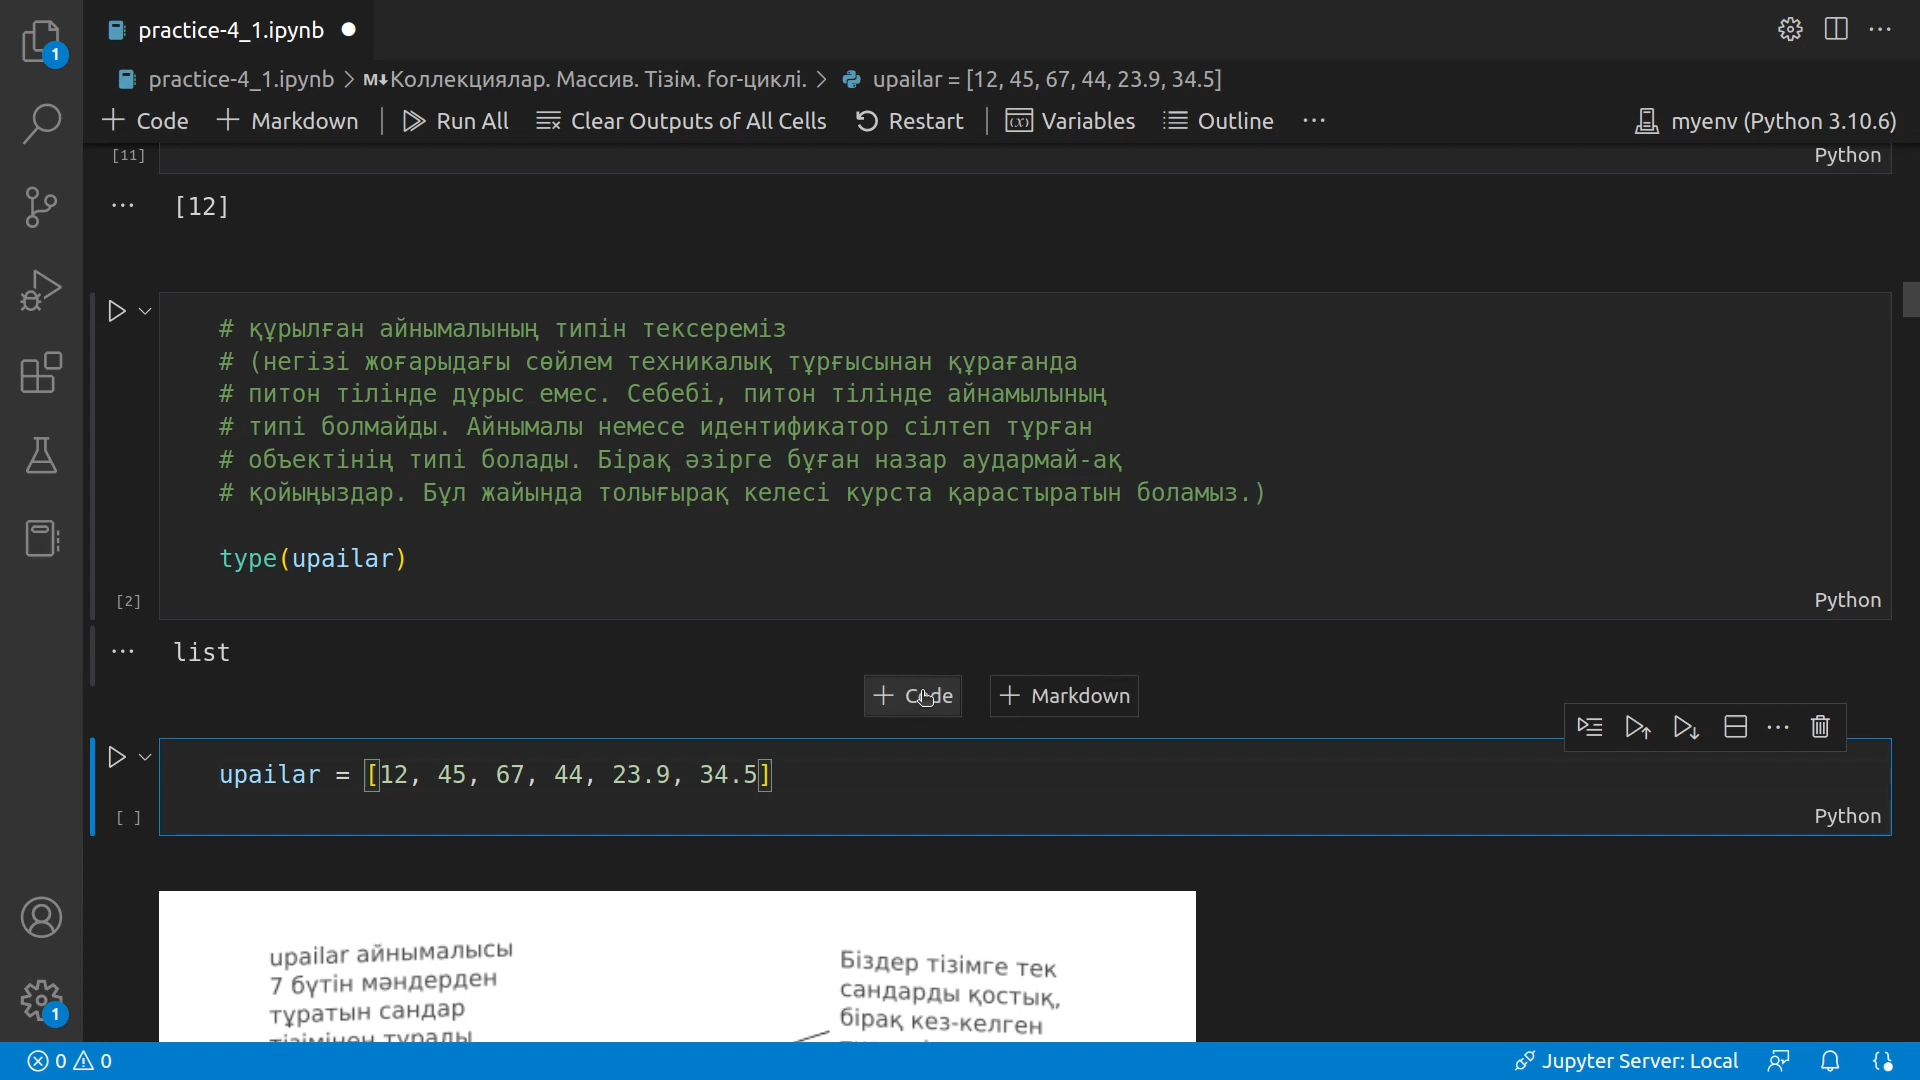 1
practice-4_1.ipynb
practice-4_1.ipynb > M↓Коллекциялар. Массив. Тізім. for-циклі. > upailar = [12, 45, 67, 44, 23.9, 34.5]
+ Code + Markdown Run All Clear Outputs of All Cells Restart Variables Outline ... myenv (Python 3.10.6)
[11] Python
... [12]
# құрылған айнымалының типін тексереміз
# (негізі жоғарыдағы сөйлем техникалық тұрғысынан құрағанда
# питон тілінде дұрыс емес. Себебі, питон тілінде айнамылының
# типі болмайды. Айнымалы немесе идентификатор сілтеп тұрған
# объектінің типі болады. Бірақ әзірге бұған назар аудармай-ақ
# қойыңыздар. Бұл жайында толығырақ келесі курста қарастыратын боламыз.)
type(upailar)
[2] Python
... list
+ Code + Markdown
upailar = [12, 45, 67, 44, 23.9, 34.5]
[ ] Python
upailar айнымалысы
7 бүтін мәндерден
тұратын сандар
тізімінен тұрады
Біздер тізімге тек
сандарды қостық,
бірақ кез-келген
1
0 0 Jupyter Server: Local